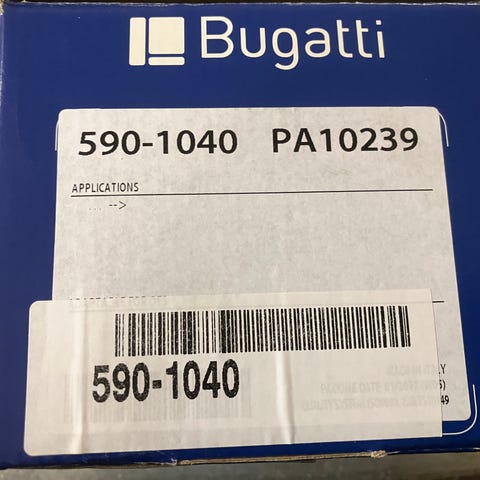 Bugatti
590-1040 PA10239
APPLICATIONS
... -->
590-1040